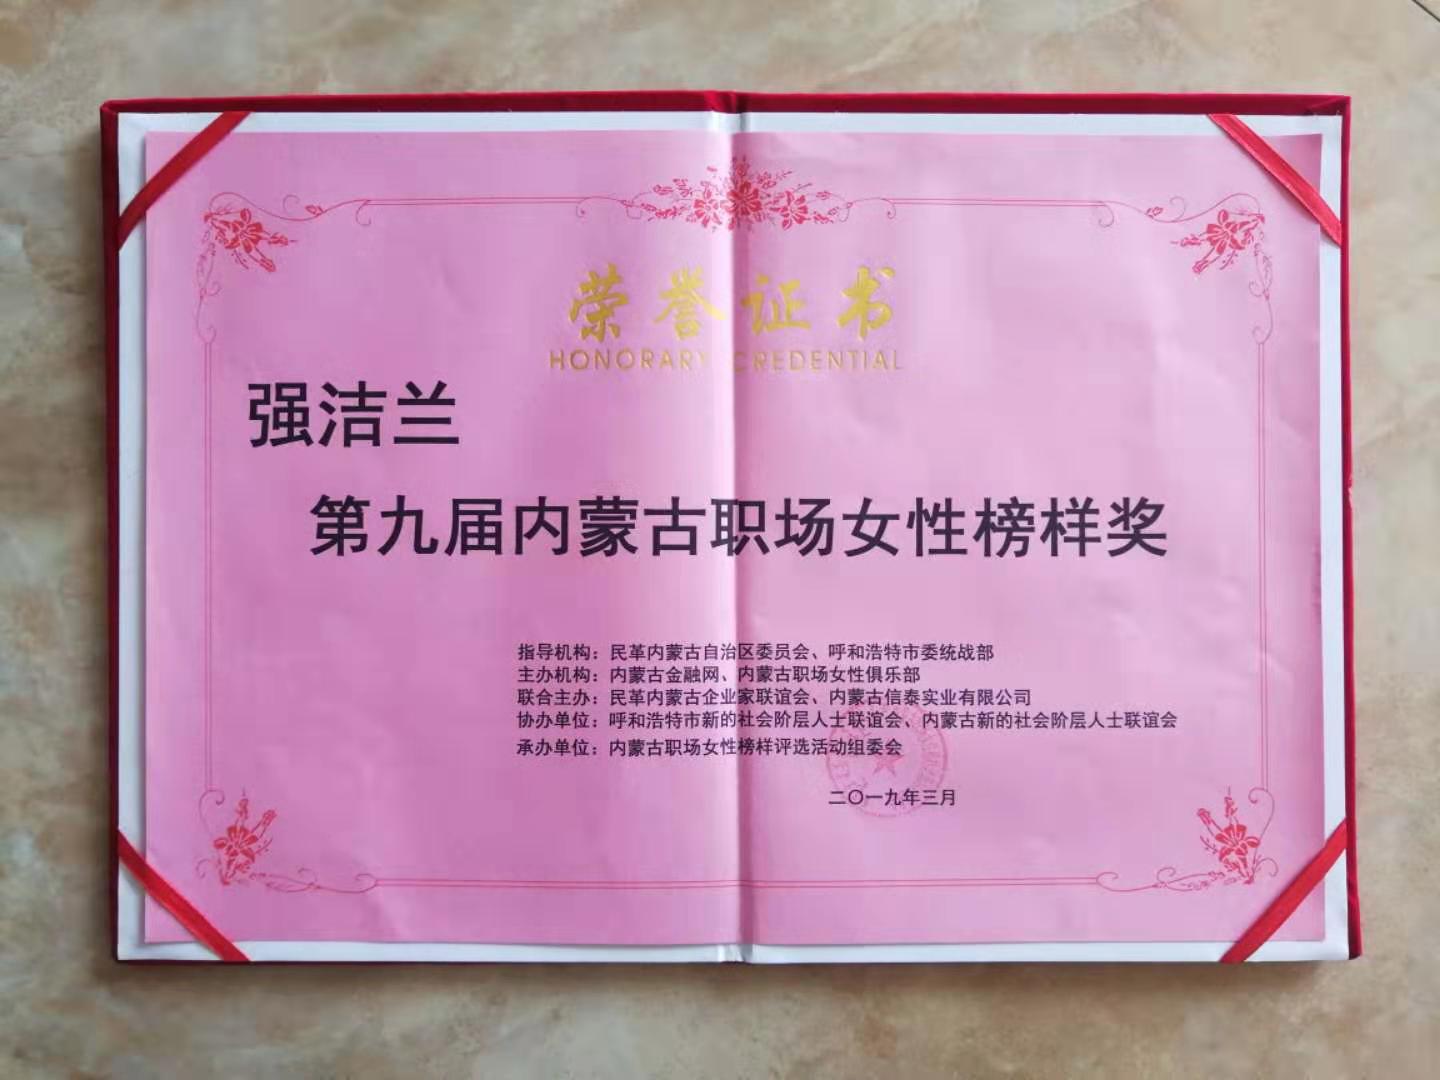 荣誉证书
HONORARY CREDENTIAL
强洁兰
第九届内蒙古职场女性榜样奖
指导机构：民革内蒙古自治区委员会、呼和浩特市委统战部
主办机构：内蒙古金融网、内蒙古职场女性俱乐部
联合主办：民革内蒙古企业家联谊会、内蒙古信泰实业有限公司
协办单位：呼和浩特市新的社会阶层人士联谊会、内蒙古新的社会阶层人士联谊会
承办单位：内蒙古职场女性榜样评选活动组委会
二〇一九年三月